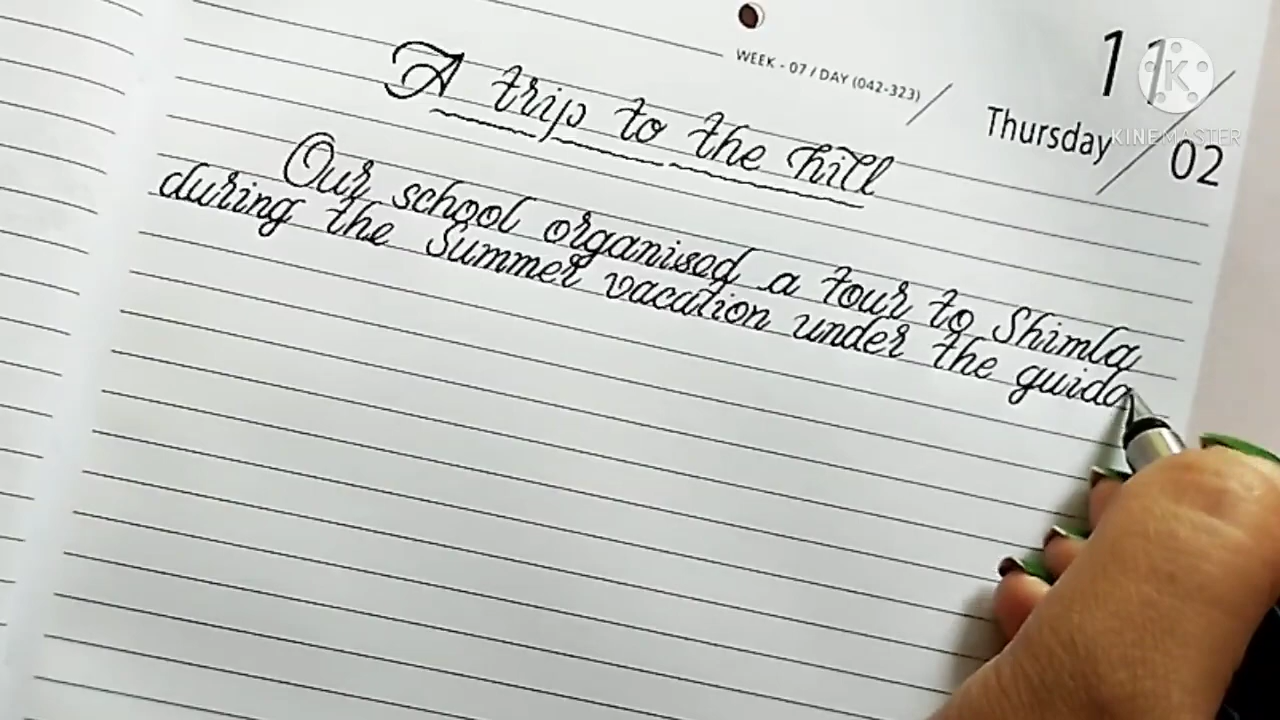 WEEK - 07 / DAY (042-323)
11
Thursday
02
KINEMASTER
A trip to the hill
Our school organised a tour to Shimla
during the Summer vacation under the guida